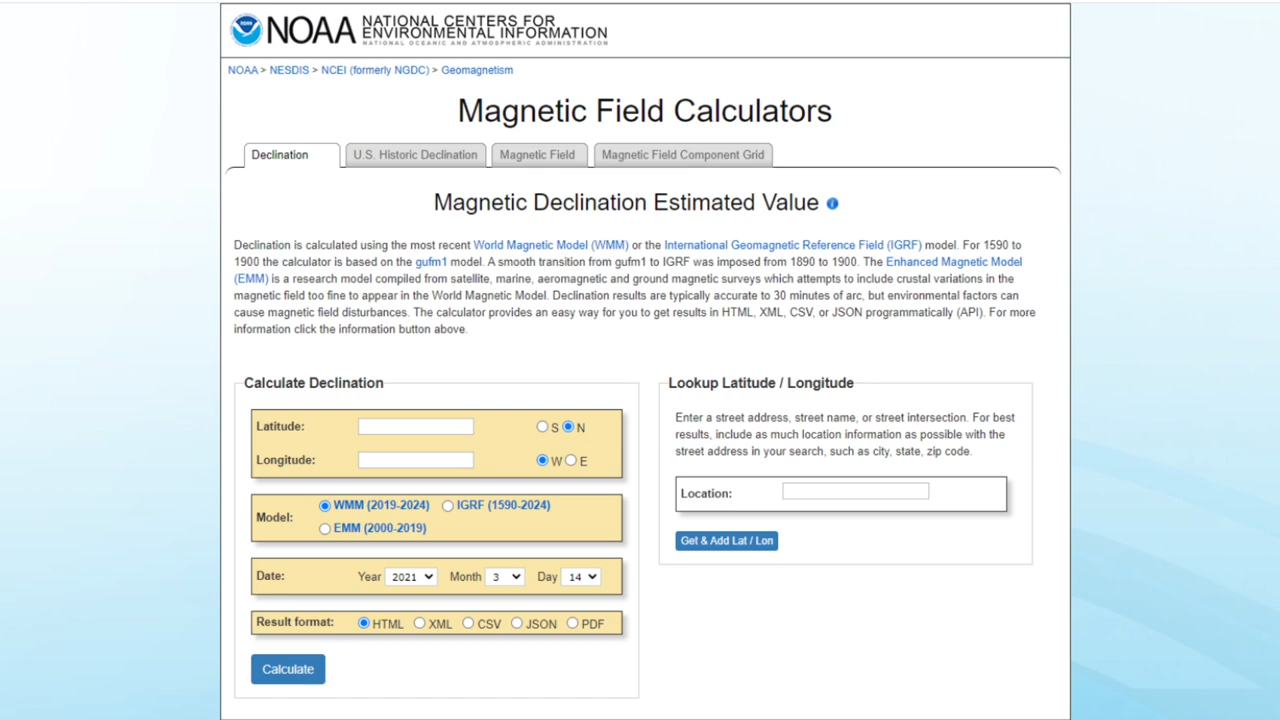 NOAA NATIONAL CENTERS FOR
ENVIRONMENTAL INFORMATION
NATIONAL OCEANIC AND ATMOSPHERIC ADMINISTRATION
NOAA > NESDIS > NCEI (formerly NGDC) > Geomagnetism
Magnetic Field Calculators
Declination U.S. Historic Declination Magnetic Field Magnetic Field Component Grid
Magnetic Declination Estimated Value
Declination is calculated using the most recent World Magnetic Model (WMM) or the International Geomagnetic Reference Field (IGRF) model. For 1590 to
1900 the calculator is based on the gufm1 model. A smooth transition from gufm1 to IGRF was imposed from 1890 to 1900. The Enhanced Magnetic Model
(EMM) is a research model compiled from satellite, marine, aeromagnetic and ground magnetic surveys which attempts to include crustal variations in the
magnetic field too fine to appear in the World Magnetic Model. Declination results are typically accurate to 30 minutes of arc, but environmental factors can
cause magnetic field disturbances. The calculator provides an easy way for you to get results in HTML, XML, CSV, or JSON programmatically (API). For more
information click the information button above.
Calculate Declination
Latitude: S N
Longitude: W E
Model: WMM (2019-2024) IGRF (1590-2024)
EMM (2000-2019)
Date: Year 2021 Month 3 Day 14
Result format: HTML XML CSV JSON PDF
Calculate
Lookup Latitude / Longitude
Enter a street address, street name, or street intersection. For best
results, include as much location information as possible with the
street address in your search, such as city, state, zip code.
Location:
Get & Add Lat / Lon